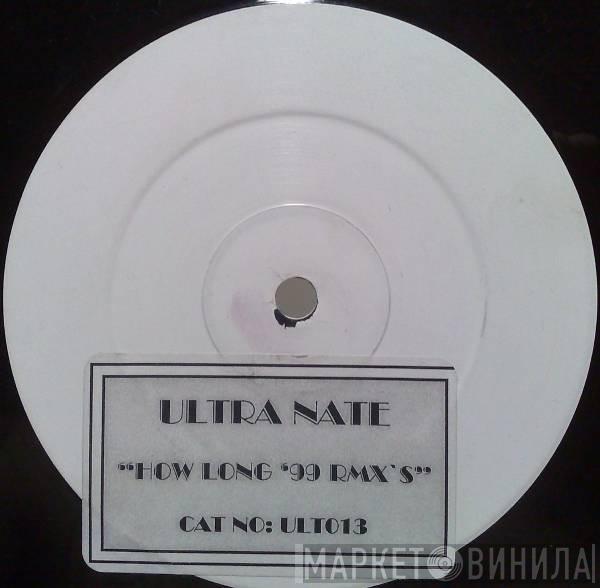 ULTRA NATE
“HOW LONG ‘99 RMX`S”
CAT NO: ULT013
МАРКЕТ ВИНИЛА